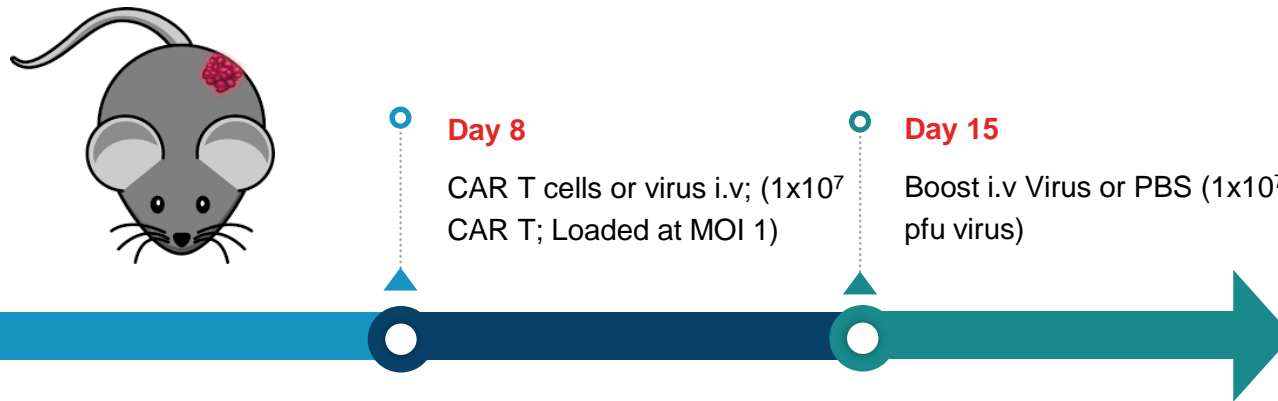 Day 8
CAR T cells or virus i.v; (1x10⁷
CAR T; Loaded at MOI 1)
Day 15
Boost i.v Virus or PBS (1x10⁷
pfu virus)